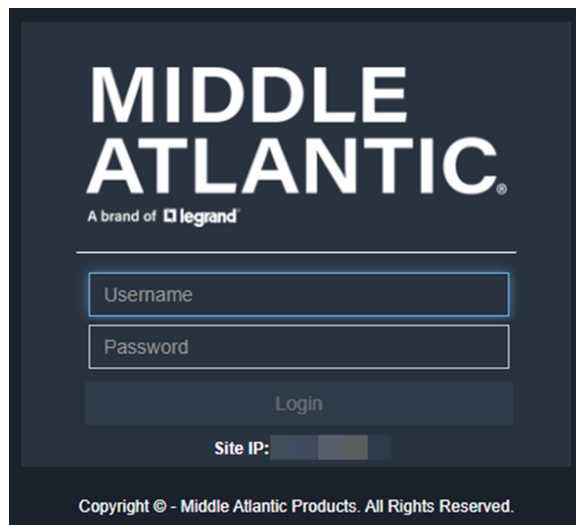 MIDDLE
ATLANTIC®
A brand of legrand®
Username
Password
Login
Site IP:
Copyright © - Middle Atlantic Products. All Rights Reserved.